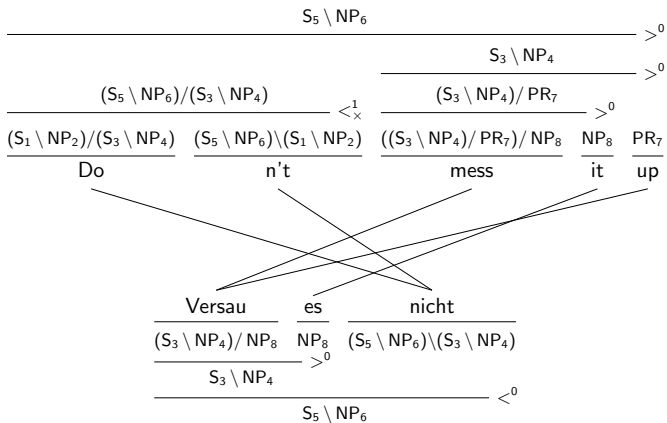 S₅ \ NP₆
>⁰
S₃ \ NP₄
>⁰
(S₅ \ NP₆)/(S₃ \ NP₄) <¹ₓ (S₃ \ NP₄)/ PR₇ >⁰
(S₁ \ NP₂)/(S₃ \ NP₄) (S₅ \ NP₆)\(S₁ \ NP₂) ((S₃ \ NP₄)/ PR₇)/ NP₈ NP₈ PR₇
Do n't mess it up
Versau es nicht
(S₃ \ NP₄)/ NP₈ NP₈ (S₅ \ NP₆)\(S₃ \ NP₄)
>⁰
S₃ \ NP₄
<⁰
S₅ \ NP₆